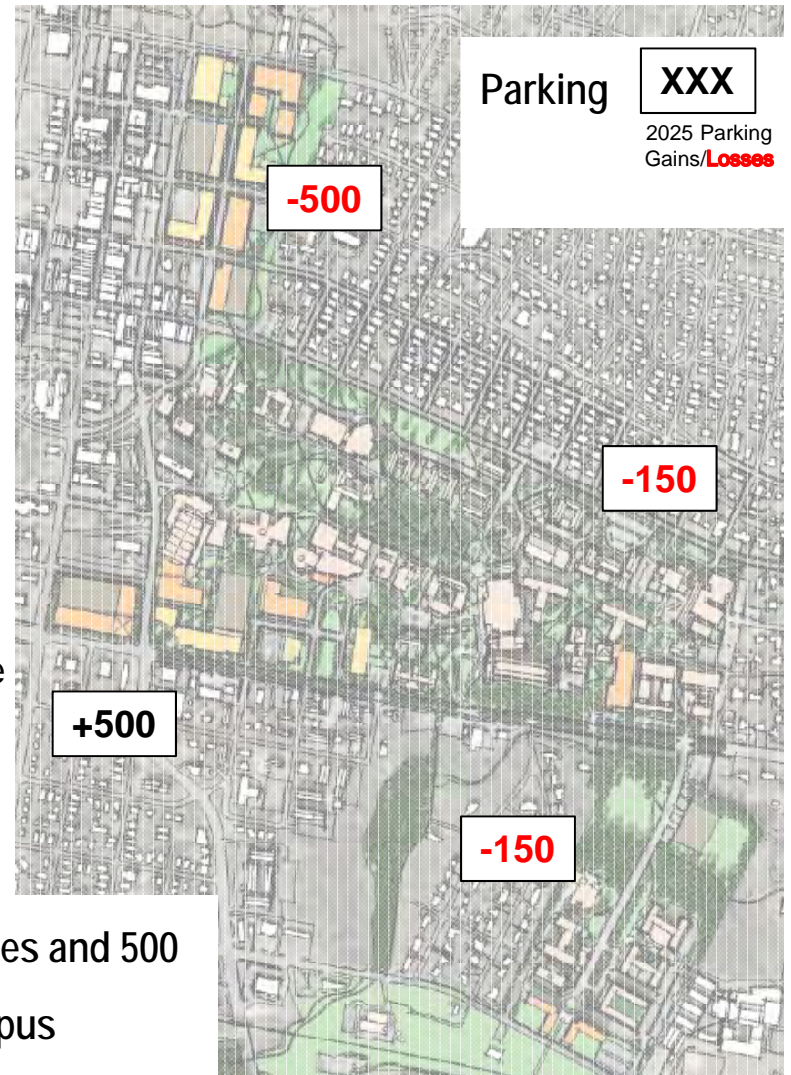 Parking XXX
2025 Parking
Gains/Losses
-500
-150
e
+500
-150
es and 500
pus